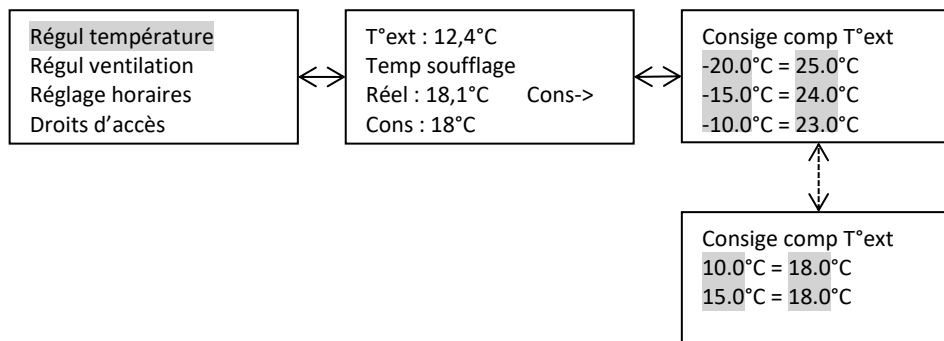 Régul température
Régul ventilation
Réglage horaires
Droits d’accès
T°ext : 12,4°C
Temp soufflage
Réel : 18,1°C Cons->
Cons : 18°C
Consige comp T°ext
-20.0°C = 25.0°C
-15.0°C = 24.0°C
-10.0°C = 23.0°C
Consige comp T°ext
10.0°C = 18.0°C
15.0°C = 18.0°C